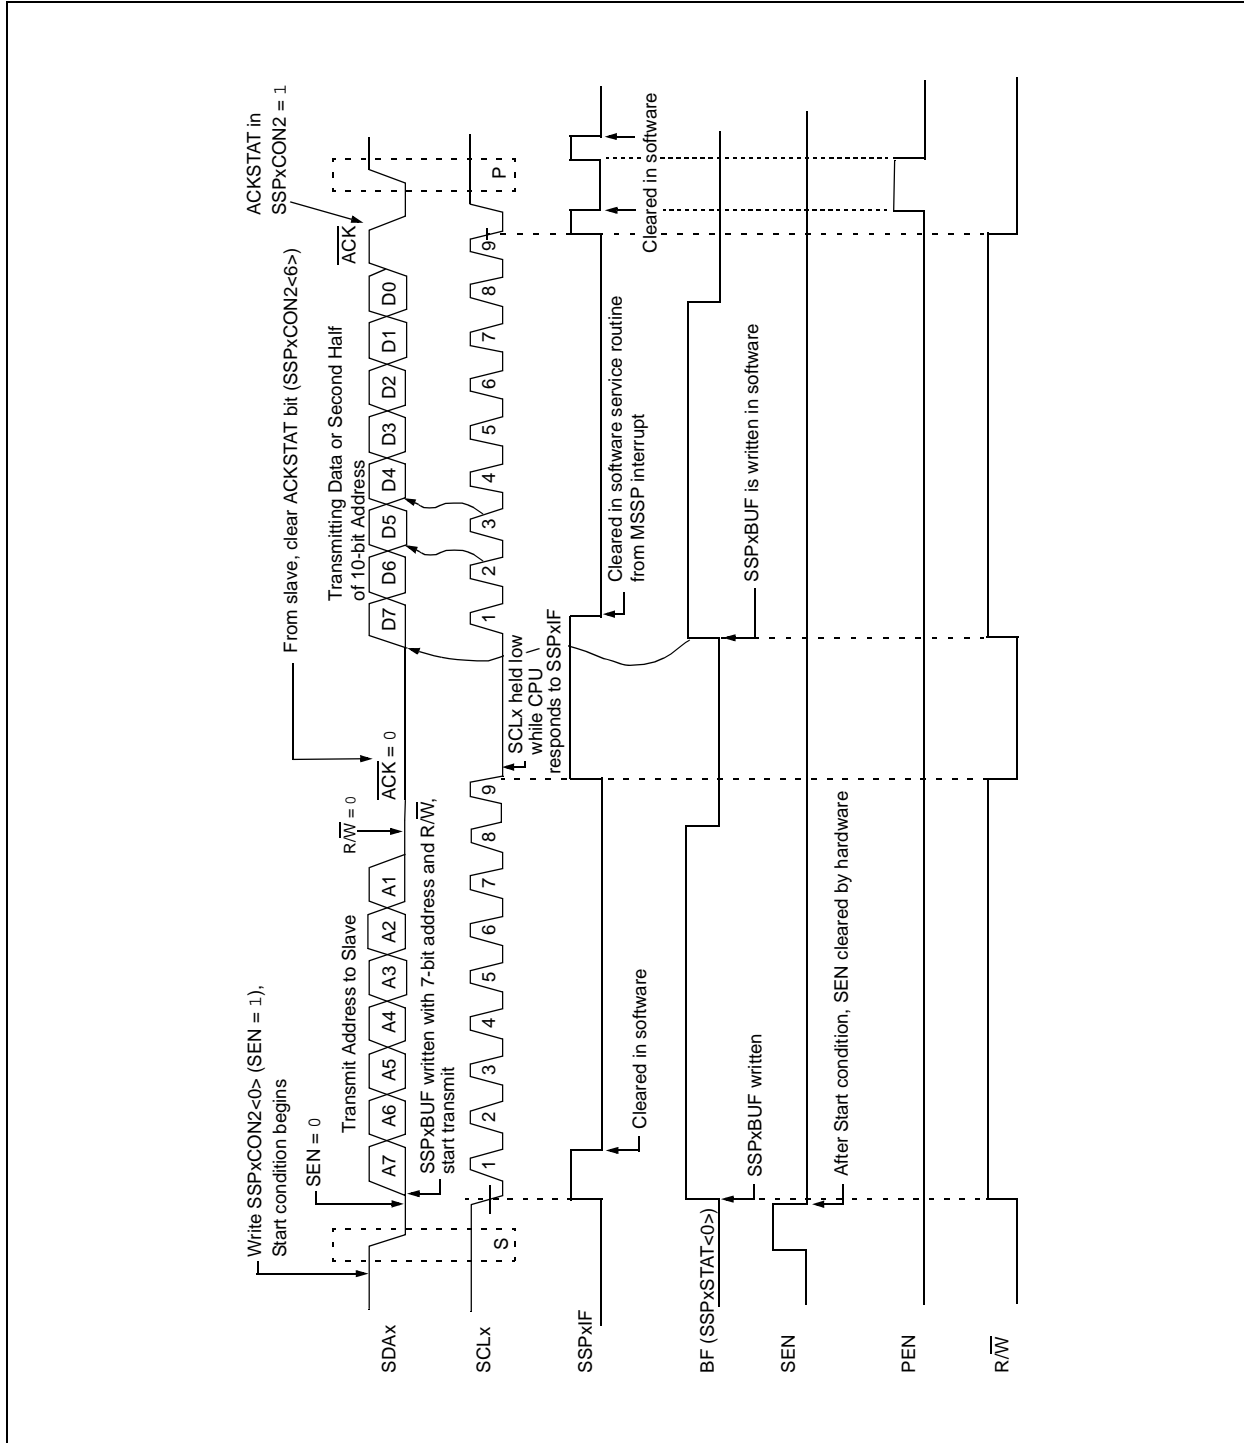 Write SSPxCON2<0> (SEN = 1),
Start condition begins
SEN = 0
Transmit Address to Slave
R/W = 0
From slave, clear ACKSTAT bit (SSPxCON2<6>)
ACK = 0
Transmitting Data or Second Half
of 10-bit Address
ACKSTAT in
SSPxCON2 = 1
ACK
SDAx
A7 A6 A5 A4 A3 A2 A1
D7 D6 D5 D4 D3 D2 D1 D0
SSPxBUF written with 7-bit address and R/W,
start transmit
SCLx
S
1 2 3 4 5 6 7 8 9
1 2 3 4 5 6 7 8 9
P
SCLx held low
while CPU
responds to SSPxIF
SSPxIF
Cleared in software
Cleared in software service routine
from MSSP interrupt
Cleared in software
BF (SSPxSTAT<0>)
SSPxBUF written
SSPxBUF is written in software
SEN
After Start condition, SEN cleared by hardware
PEN
R/W